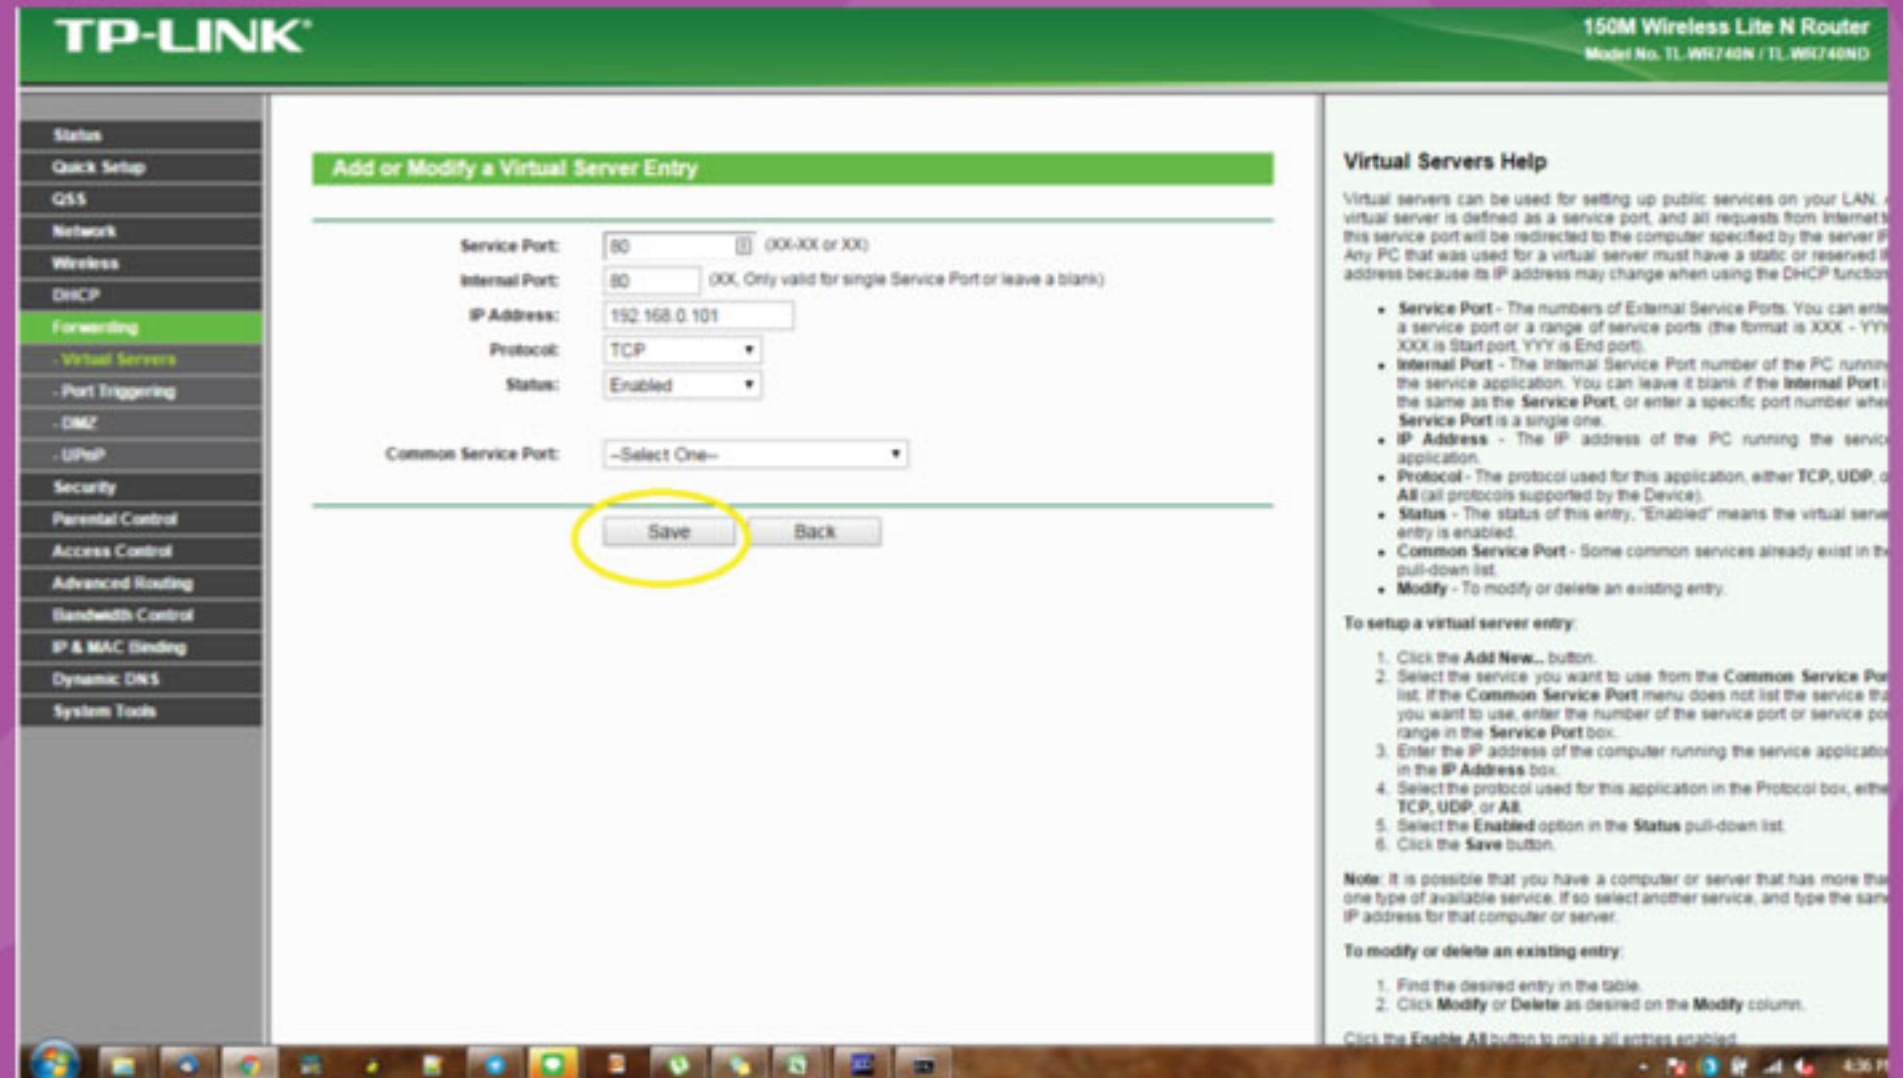 TP-LINK
150M Wireless Lite N Router
Model No. TL-WR740N / TL-WR740ND
Status
Quick Setup
QSS
Network
Wireless
DHCP
Forwarding
- Virtual Servers
- Port Triggering
- DMZ
- UPnP
Security
Parental Control
Access Control
Advanced Routing
Bandwidth Control
IP & MAC Binding
Dynamic DNS
System Tools
Add or Modify a Virtual Server Entry
Service Port: 80 (XX-XX or XX)
Internal Port: 80 (XX, Only valid for single Service Port or leave a blank)
IP Address: 192.168.0.101
Protocol: TCP
Status: Enabled
Common Service Port: --Select One--
Save Back
Virtual Servers Help
Virtual servers can be used for setting up public services on your LAN.
virtual server is defined as a service port, and all requests from Internet
this service port will be redirected to the computer specified by the server
Any PC that was used for a virtual server must have a static or reserved
address because its IP address may change when using the DHCP function
• Service Port - The numbers of External Service Ports. You can
a service port or a range of service ports (the format is XXX -
XXX is Start port, YYY is End port).
• Internal Port - The Internal Service Port number of the PC
the service application. You can leave it blank if the Internal Port
the same as the Service Port, or enter a specific port number
Service Port is a single one.
• IP Address - The IP address of the PC running the
application.
• Protocol - The protocol used for this application, either TCP, UDP,
All (all protocols supported by the Device).
• Status - The status of this entry, "Enabled" means the virtual
entry is enabled.
• Common Service Port - Some common services already exist in
pull-down list.
• Modify - To modify or delete an existing entry.
To setup a virtual server entry:
1. Click the Add New... button.
2. Select the service you want to use from the Common Service
list. If the Common Service Port menu does not list the service
you want to use, enter the number of the service port or service
range in the Service Port box.
3. Enter the IP address of the computer running the service
in the IP Address box.
4. Select the protocol used for this application in the Protocol box,
TCP, UDP, or All.
5. Select the Enabled option in the Status pull-down list.
6. Click the Save button.
Note: It is possible that you have a computer or server that has more
one type of available service. If so select another service, and type the
IP address for that computer or server.
To modify or delete an existing entry:
1. Find the desired entry in the table.
2. Click Modify or Delete as desired on the Modify column.
Click the Enable All button to make all entries enabled.
4:36